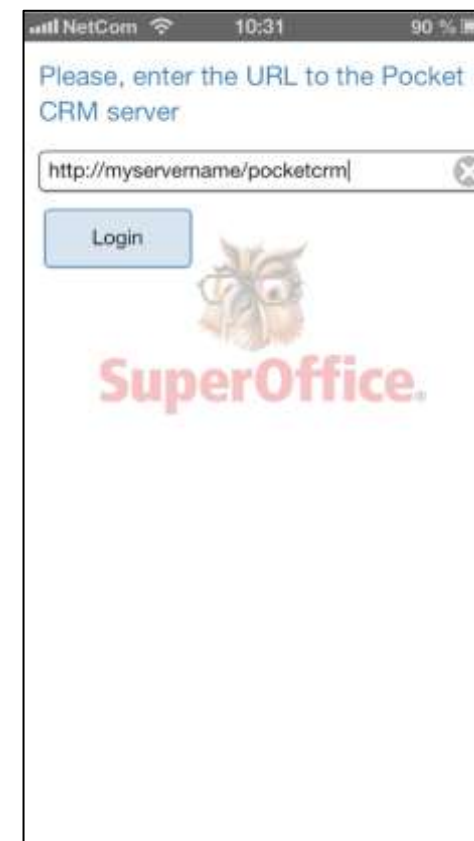 NetCom 10:31 90 %
Please, enter the URL to the Pocket
CRM server
http://myservername/pocketcrm
Login
SuperOffice®